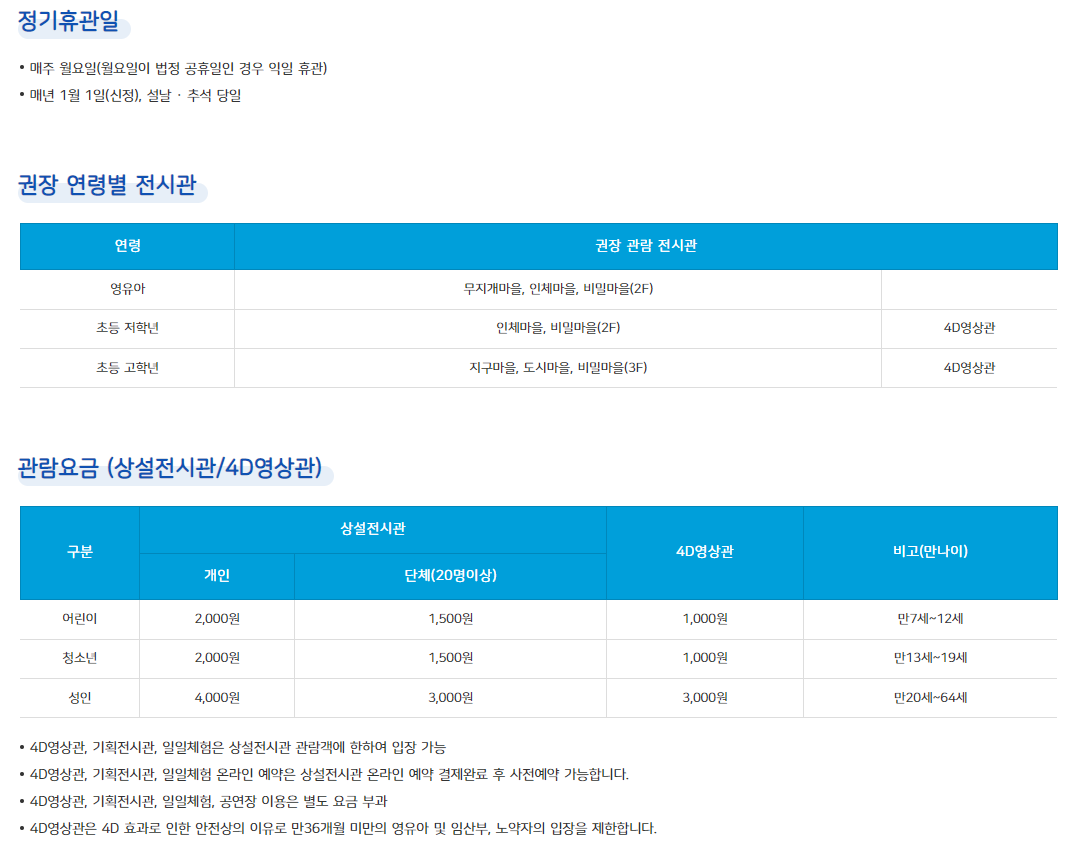 정기휴관일
• 매주 월요일(월요일이 법정 공휴일인 경우 익일 휴관)
• 매년 1월 1일(신정), 설날 · 추석 당일
권장 연령별 전시관
연령 권장 관람 전시관
영유아 무지개마을, 인체마을, 비밀마을(2F)
초등 저학년 인체마을, 비밀마을(2F) 4D영상관
초등 고학년 지구마을, 도시마을, 비밀마을(3F) 4D영상관
관람요금 (상설전시관/4D영상관)
구분 상설전시관 4D영상관 비고(만나이)
개인 단체(20명이상)
어린이 2,000원 1,500원 1,000원 만7세~12세
청소년 2,000원 1,500원 1,000원 만13세~19세
성인 4,000원 3,000원 3,000원 만20세~64세
• 4D영상관, 기획전시관, 일일체험은 상설전시관 관람객에 한하여 입장 가능
• 4D영상관, 기획전시관, 일일체험 온라인 예약은 상설전시관 온라인 예약 결제완료 후 사전예약 가능합니다.
• 4D영상관, 기획전시관, 일일체험, 공연장 이용은 별도 요금 부과
• 4D영상관은 4D 효과로 인한 안전상의 이유로 만36개월 미만의 영유아 및 임산부, 노약자의 입장을 제한합니다.